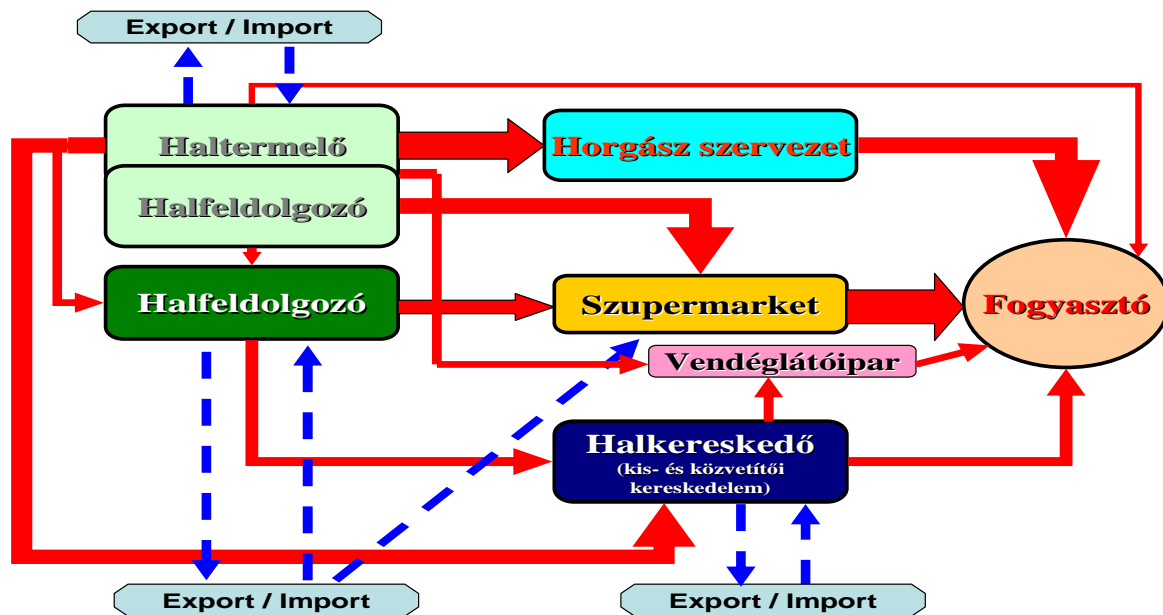 Export / Import
Haltermelő
Horgász szervezet
Halfeldolgozó
Halfeldolgozó
Szupermarket
Fogyasztó
Vendéglátóipar
Halkereskedő
(kis- és közvetítői
kereskedelem)
Export / Import
Export / Import